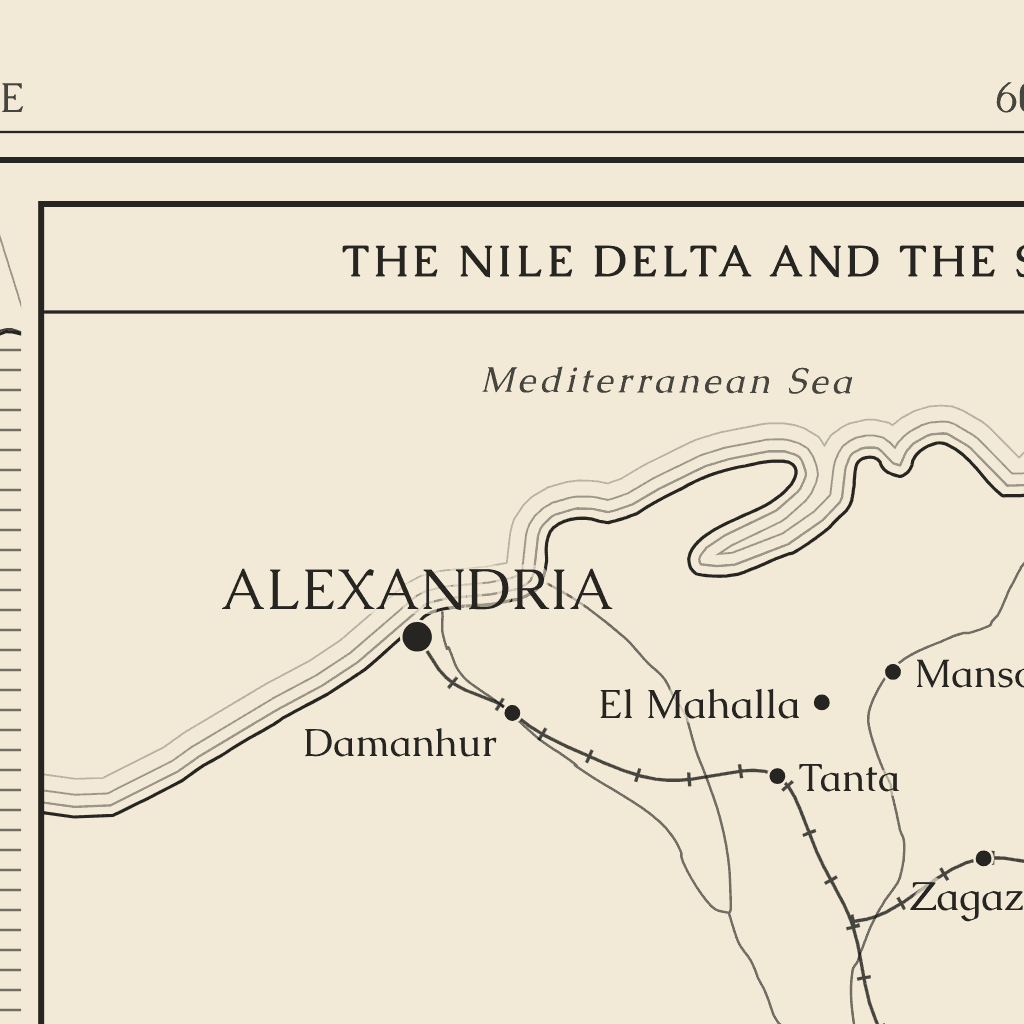 E
THE NILE DELTA AND THE
Mediterranean Sea
ALEXANDRIA
El Mahalla
Damanhur
Tanta